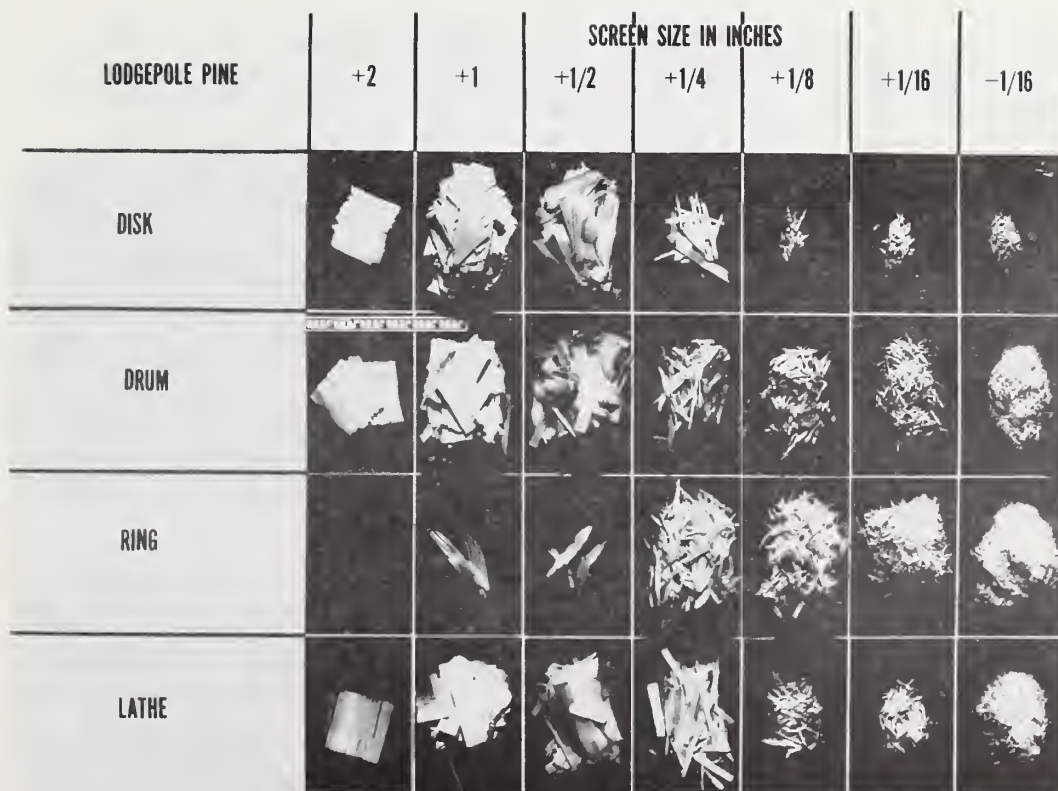 SCREEN SIZE IN INCHES
LODGEPOLE PINE +2 +1 +1/2 +1/4 +1/8 +1/16 −1/16
DISK
DRUM
RING
LATHE